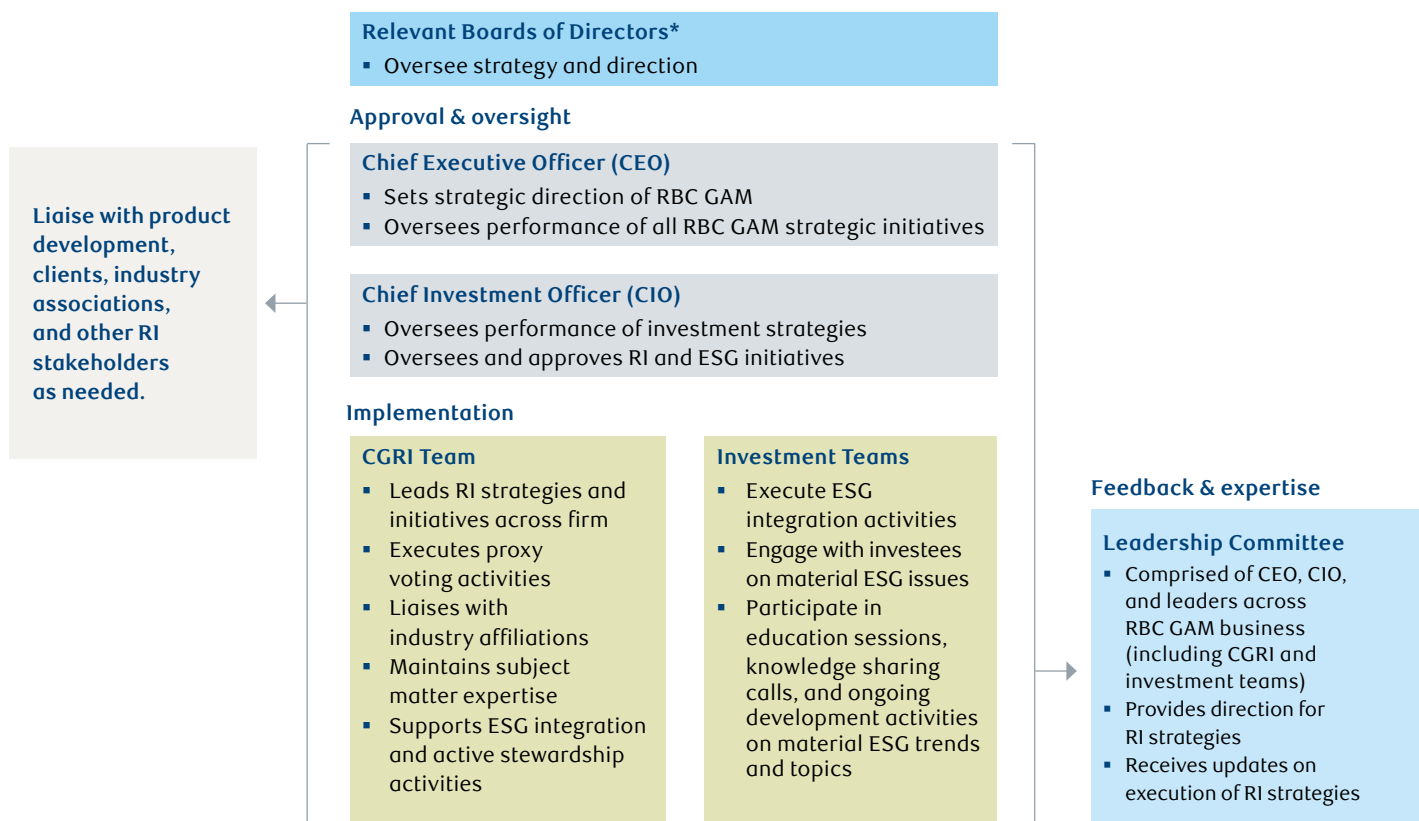 Relevant Boards of Directors*
▪ Oversee strategy and direction
Approval & oversight
Liaise with product
development,
clients, industry
associations,
and other RI
stakeholders
as needed.
Chief Executive Officer (CEO)
▪ Sets strategic direction of RBC GAM
▪ Oversees performance of all RBC GAM strategic initiatives
Chief Investment Officer (CIO)
▪ Oversees performance of investment strategies
▪ Oversees and approves RI and ESG initiatives
Implementation
CGRI Team
▪ Leads RI strategies and
initiatives across firm
▪ Executes proxy
voting activities
▪ Liaises with
industry affiliations
▪ Maintains subject
matter expertise
▪ Supports ESG integration
and active stewardship
activities
Investment Teams
▪ Execute ESG
integration activities
▪ Engage with investees
on material ESG issues
▪ Participate in
education sessions,
knowledge sharing
calls, and ongoing
development activities
on material ESG trends
and topics
Feedback & expertise
Leadership Committee
▪ Comprised of CEO, CIO,
and leaders across
RBC GAM business
(including CGRI and
investment teams)
▪ Provides direction for
RI strategies
▪ Receives updates on
execution of RI strategies